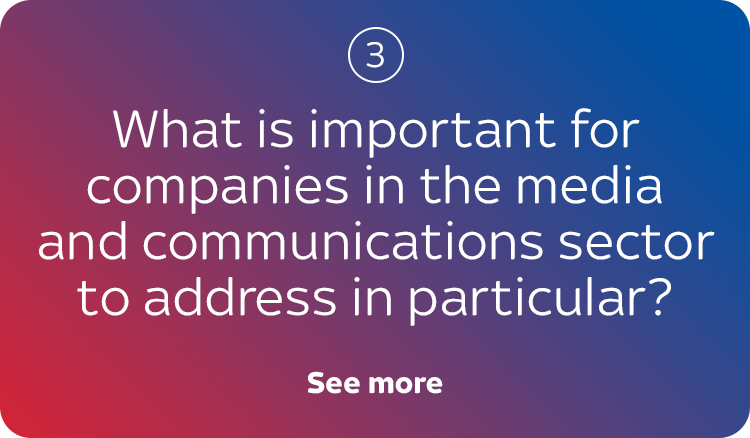 3
What is important for
companies in the media
and communications sector
to address in particular?
See more